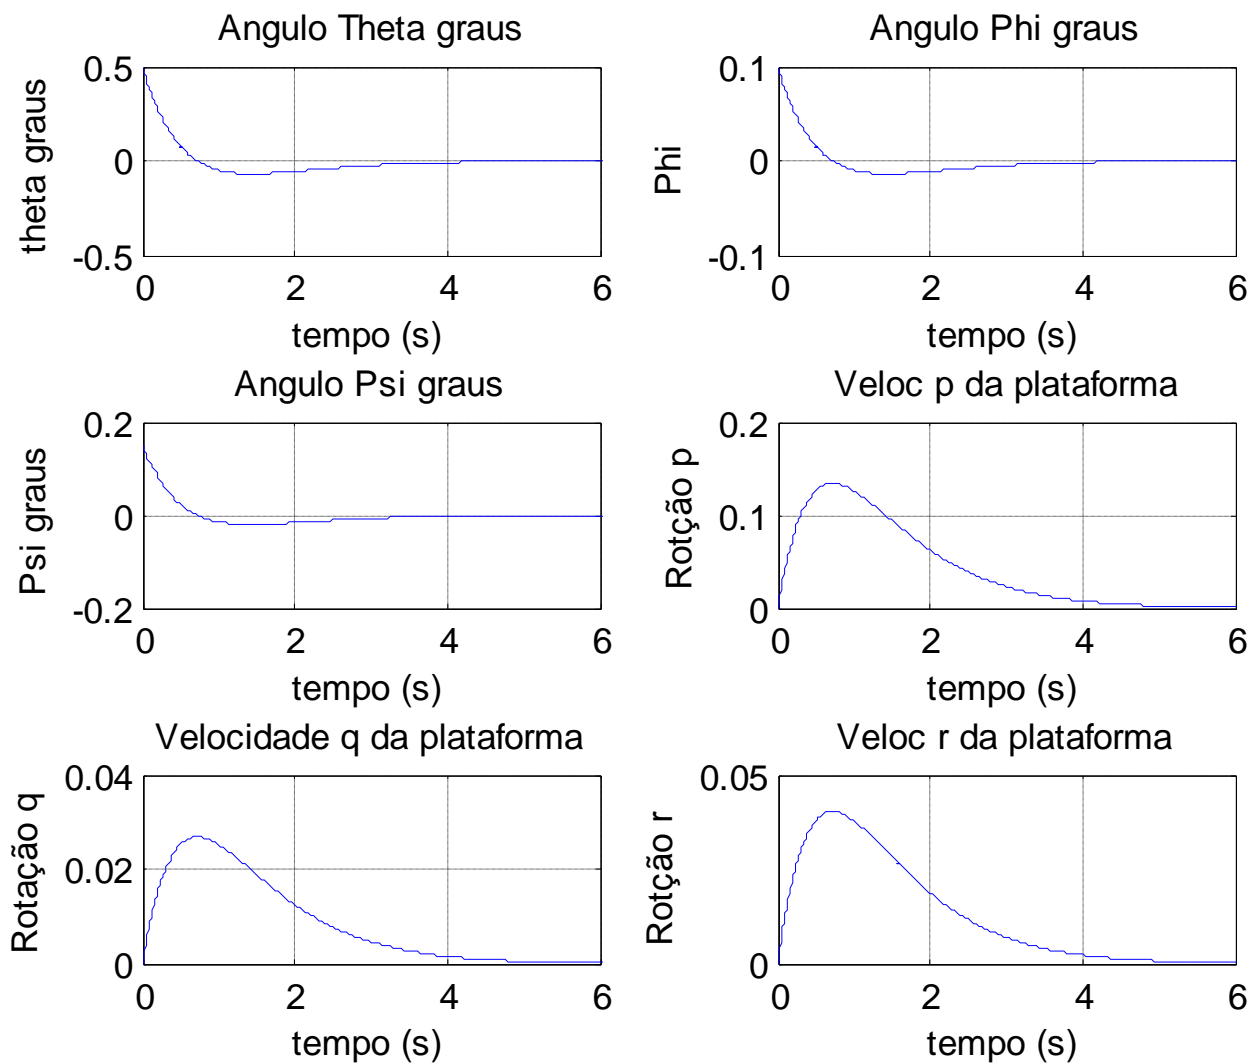 Angulo Theta graus
theta graus
0.5
0
-0.5
0 2 4 6
tempo (s)
Angulo Phi graus
Phi
0.1
0
-0.1
0 2 4 6
tempo (s)
Angulo Psi graus
Psi graus
0.2
0
-0.2
0 2 4 6
tempo (s)
Veloc p da plataforma
Rotção p
0.2
0.1
0
0 2 4 6
tempo (s)
Velocidade q da plataforma
Rotação q
0.04
0.02
0
0 2 4 6
tempo (s)
Veloc r da plataforma
Rotção r
0.05
0
0 2 4 6
tempo (s)